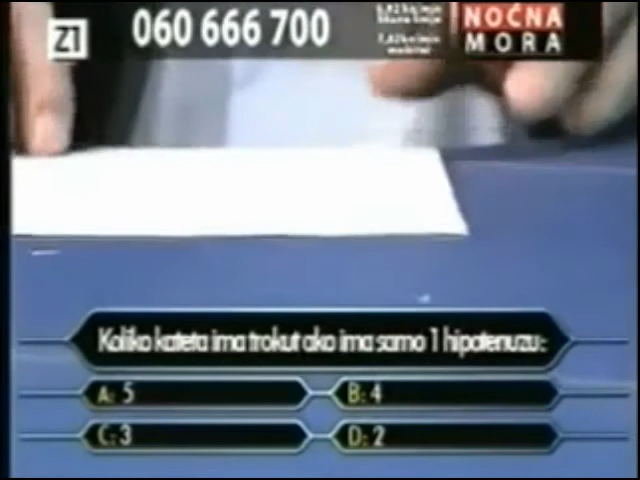 Z1
060 666 700
NOĆNA
MORA
Koliko kateta ima trokut ako ima samo 1 hipotenuzu:
A: 5
B: 4
C: 3
D: 2